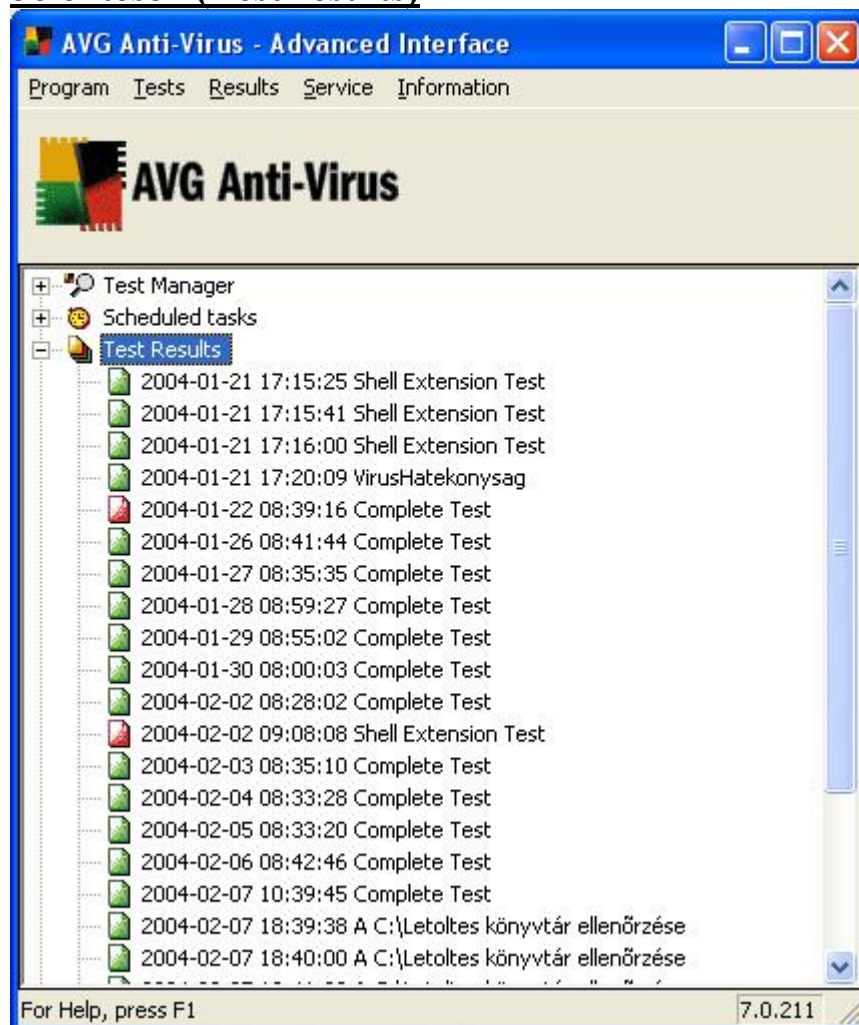 AVG Anti-Virus - Advanced Interface
Program Tests Results Service Information
AVG Anti-Virus
Test Manager
Scheduled tasks
Test Results
2004-01-21 17:15:25 Shell Extension Test
2004-01-21 17:15:41 Shell Extension Test
2004-01-21 17:16:00 Shell Extension Test
2004-01-21 17:20:09 VirusHatekonysag
2004-01-22 08:39:16 Complete Test
2004-01-26 08:41:44 Complete Test
2004-01-27 08:35:35 Complete Test
2004-01-28 08:59:27 Complete Test
2004-01-29 08:55:02 Complete Test
2004-01-30 08:00:03 Complete Test
2004-02-02 08:28:02 Complete Test
2004-02-02 09:08:08 Shell Extension Test
2004-02-03 08:35:10 Complete Test
2004-02-04 08:33:28 Complete Test
2004-02-05 08:33:20 Complete Test
2004-02-06 08:42:46 Complete Test
2004-02-07 10:39:45 Complete Test
2004-02-07 18:39:38 A C:\Letoltes könyvtár ellenőrzése
2004-02-07 18:40:00 A C:\Letoltes könyvtár ellenőrzése
For Help, press F1
7.0.211